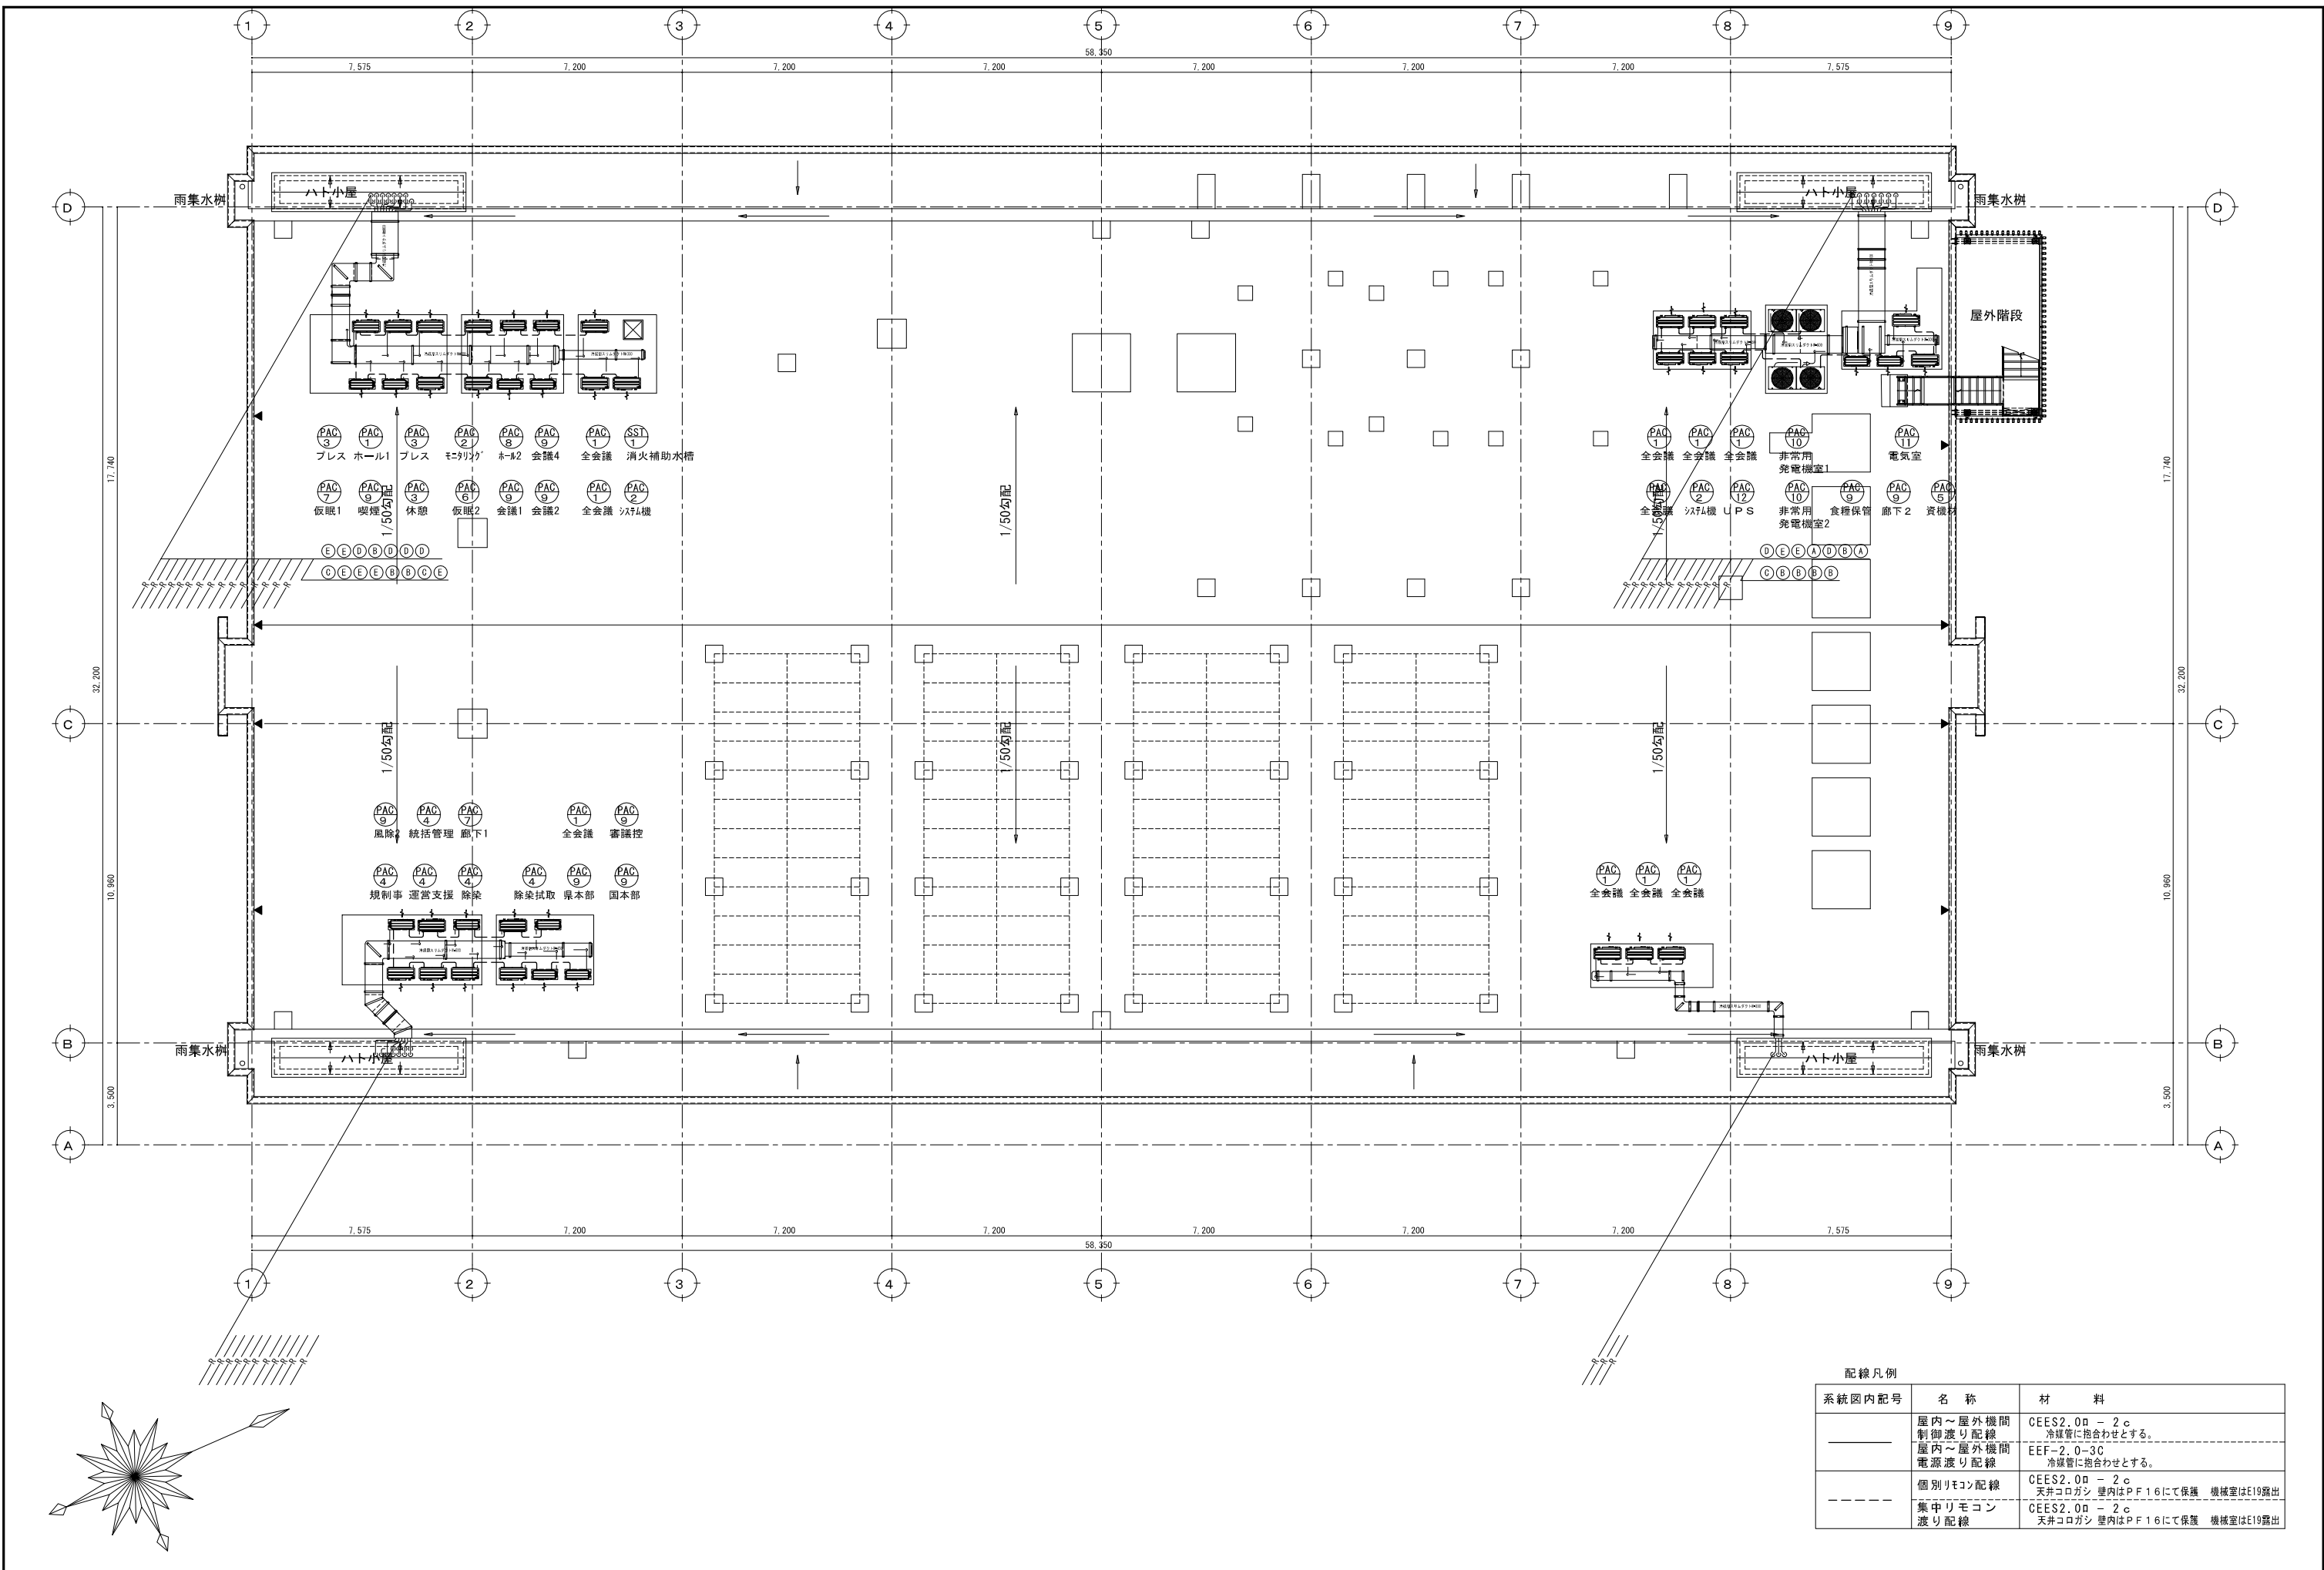 1 2 3 4 5 6 7 8 9
58,350
7,575 7,200 7,200 7,200 7,200 7,200 7,200 7,575
D 雨集水桝 ハト小屋 ハト小屋 雨集水桝 D
屋外階段
PAC 3 PAC 1 PAC 3 PAC 2 PAC 8 PAC 9 PAC 1 SST 1
プレス ホール1 プレス ﾓﾆﾀﾘﾝｸﾞ ﾎｰﾙ2 会議4 全会議 消火補助水槽
PAC 7 PAC 9 PAC 3 PAC 6 PAC 9 PAC 9 PAC 1 PAC 2
仮眠1 喫煙 休憩 仮眠2 会議1 会議2 全会議 ｼｽﾃﾑ機
PAC 1 PAC 1 PAC 1 PAC 10 PAC 11
全会議 全会議 全会議 非常用 電気室
発電機室1
PAC PAC 2 PAC 12 PAC 10 PAC 9 PAC 9 PAC 5
全会議 ｼｽﾃﾑ機 UPS 非常用 食糧保管 廊下2 資機材
発電機室2
17,740 17,740
1/50勾配 1/50勾配 1/50勾配
E E D B D D D
C E E E B B C E
D E E A D B A
C B B B B
R R R R R R R R R R R R R R R
R R R R R R R R R R R R
32,200 32,200
C C
1/50勾配 1/50勾配 1/50勾配
PAC 9 PAC 4 PAC 7 PAC 1 PAC 9
風除2 統括管理 廊下1 全会議 審議控
PAC 4 PAC 4 PAC 4 PAC 4 PAC 9 PAC 9
規制事 運営支援 除染 除染拭取 県本部 国本部
PAC 1 PAC 1 PAC 1
全会議 全会議 全会議
10,960 10,960
B 雨集水桝 ハト小屋 ハト小屋 雨集水桝 B
3,500 3,500
A A
7,575 7,200 7,200 7,200 7,200 7,200 7,200 7,575
58,350
1 2 3 4 5 6 7 8 9
R R R R R R R R R R R
R R R
配線凡例
系統図内記号 名 称 材 料
屋内～屋外機間 CEES2.0ロ - 2c
制御渡り配線 冷媒管に抱合わせとする。
屋内～屋外機間 EEF-2.0-3C
電源渡り配線 冷媒管に抱合わせとする。
個別ﾘﾓｺﾝ配線 CEES2.0ロ - 2c
天井コロガシ 壁内はPF16にて保護 機械室はE19露出
集中リモコン CEES2.0ロ - 2c
渡り配線 天井コロガシ 壁内はPF16にて保護 機械室はE19露出